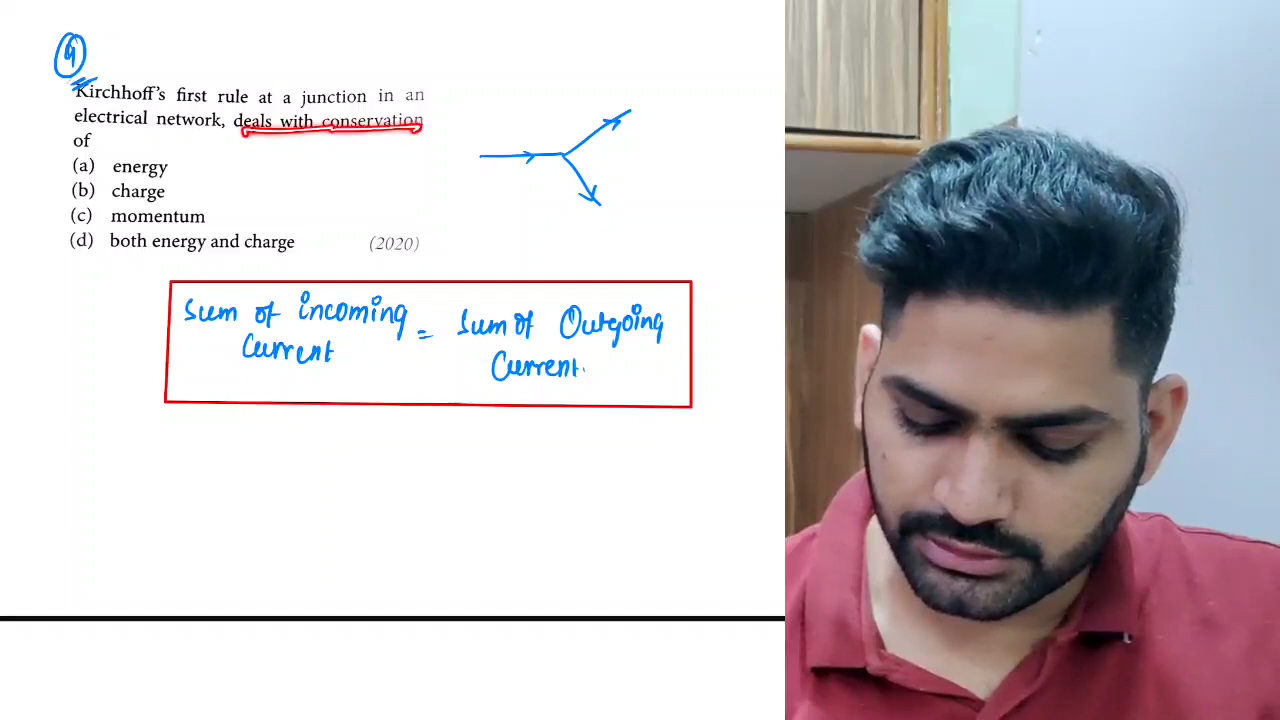 4
Kirchhoff's first rule at a junction in an
electrical network, deals with conservation
of
(a) energy
(b) charge
(c) momentum
(d) both energy and charge (2020)
Sum of incoming = Sum of Outgoing
Current Current.